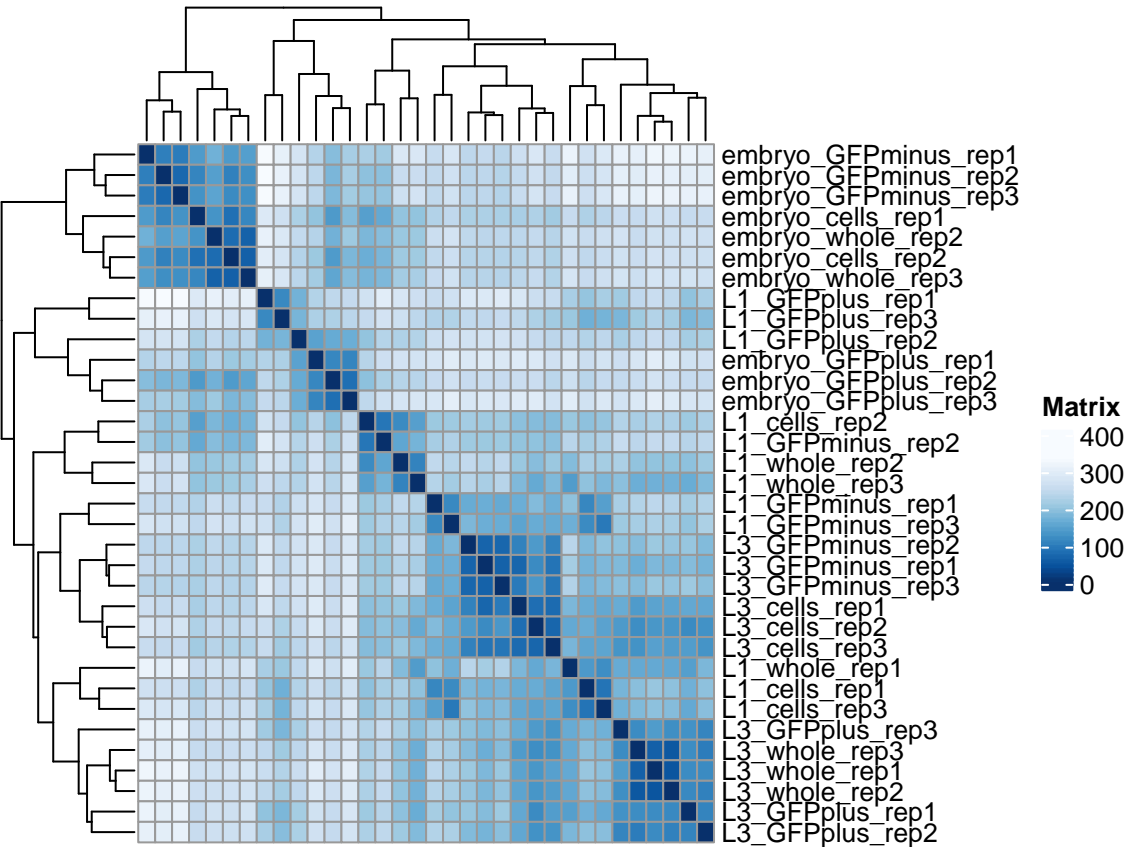 embryo_GFPminus_rep1
embryo_GFPminus_rep2
embryo_GFPminus_rep3
embryo_cells_rep1
embryo_whole_rep2
embryo_cells_rep2
embryo_whole_rep3
L1_GFPplus_rep1
L1_GFPplus_rep3
L1_GFPplus_rep2
embryo_GFPplus_rep1
embryo_GFPplus_rep2
embryo_GFPplus_rep3
L1_cells_rep2
L1_GFPminus_rep2
L1_whole_rep2
L1_whole_rep3
L1_GFPminus_rep1
L1_GFPminus_rep3
L3_GFPminus_rep2
L3_GFPminus_rep1
L3_GFPminus_rep3
L3_cells_rep1
L3_cells_rep2
L3_cells_rep3
L1_whole_rep1
L1_cells_rep1
L1_cells_rep3
L3_GFPplus_rep3
L3_whole_rep3
L3_whole_rep1
L3_whole_rep2
L3_GFPplus_rep1
L3_GFPplus_rep2
Matrix
400
300
200
100
0